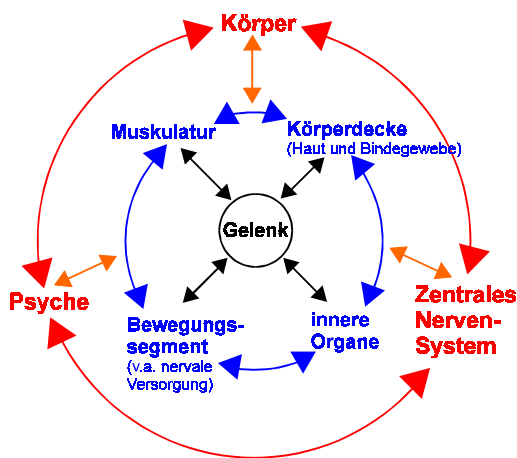 Körper
Muskulatur
Körperdecke
(Haut und Bindegewebe)
Gelenk
Psyche
Zentrales
Nerven-
System
Bewegungs-
segment
(v.a. nervale
Versorgung)
innere
Organe